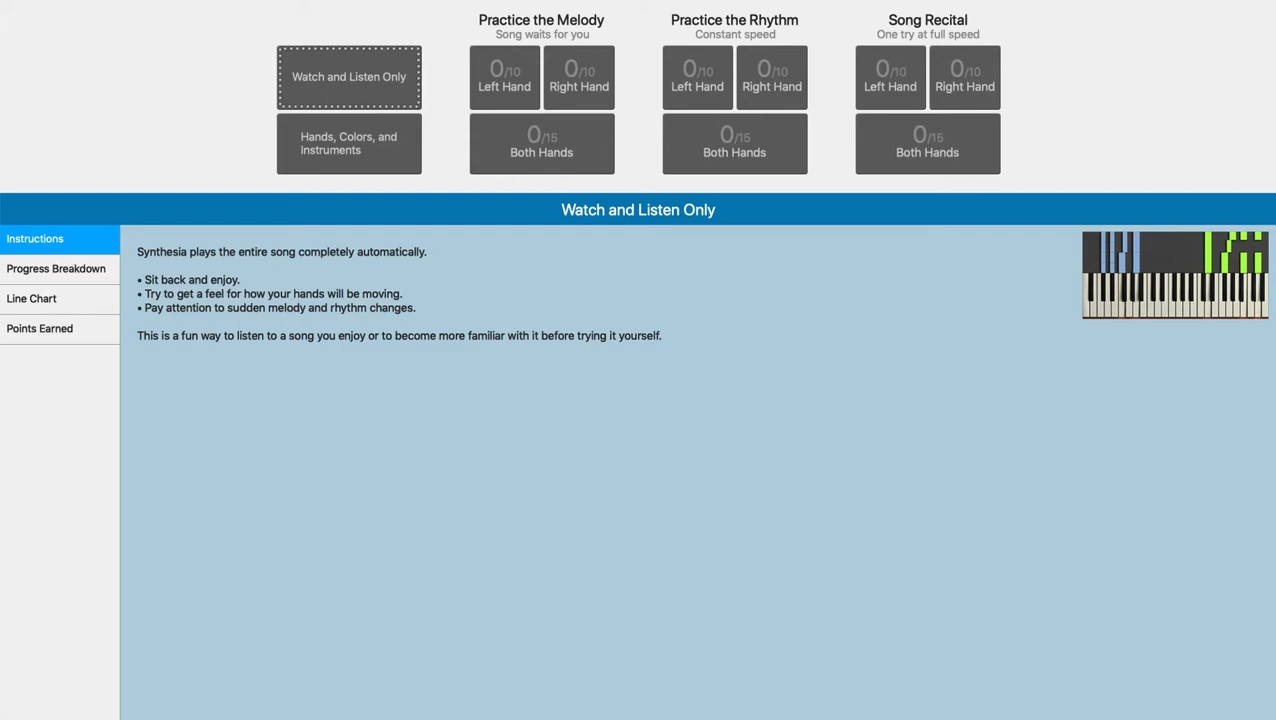 Practice the Melody
Song waits for you
Practice the Rhythm
Constant speed
Song Recital
One try at full speed
Watch and Listen Only
0/10
Left Hand
0/10
Right Hand
0/10
Left Hand
0/10
Right Hand
0/10
Left Hand
0/10
Right Hand
Hands, Colors, and
Instruments
0/15
Both Hands
0/15
Both Hands
0/15
Both Hands
Watch and Listen Only
Instructions
Progress Breakdown
Line Chart
Points Earned
Synthesia plays the entire song completely automatically.
• Sit back and enjoy.
• Try to get a feel for how your hands will be moving.
• Pay attention to sudden melody and rhythm changes.
This is a fun way to listen to a song you enjoy or to become more familiar with it before trying it yourself.